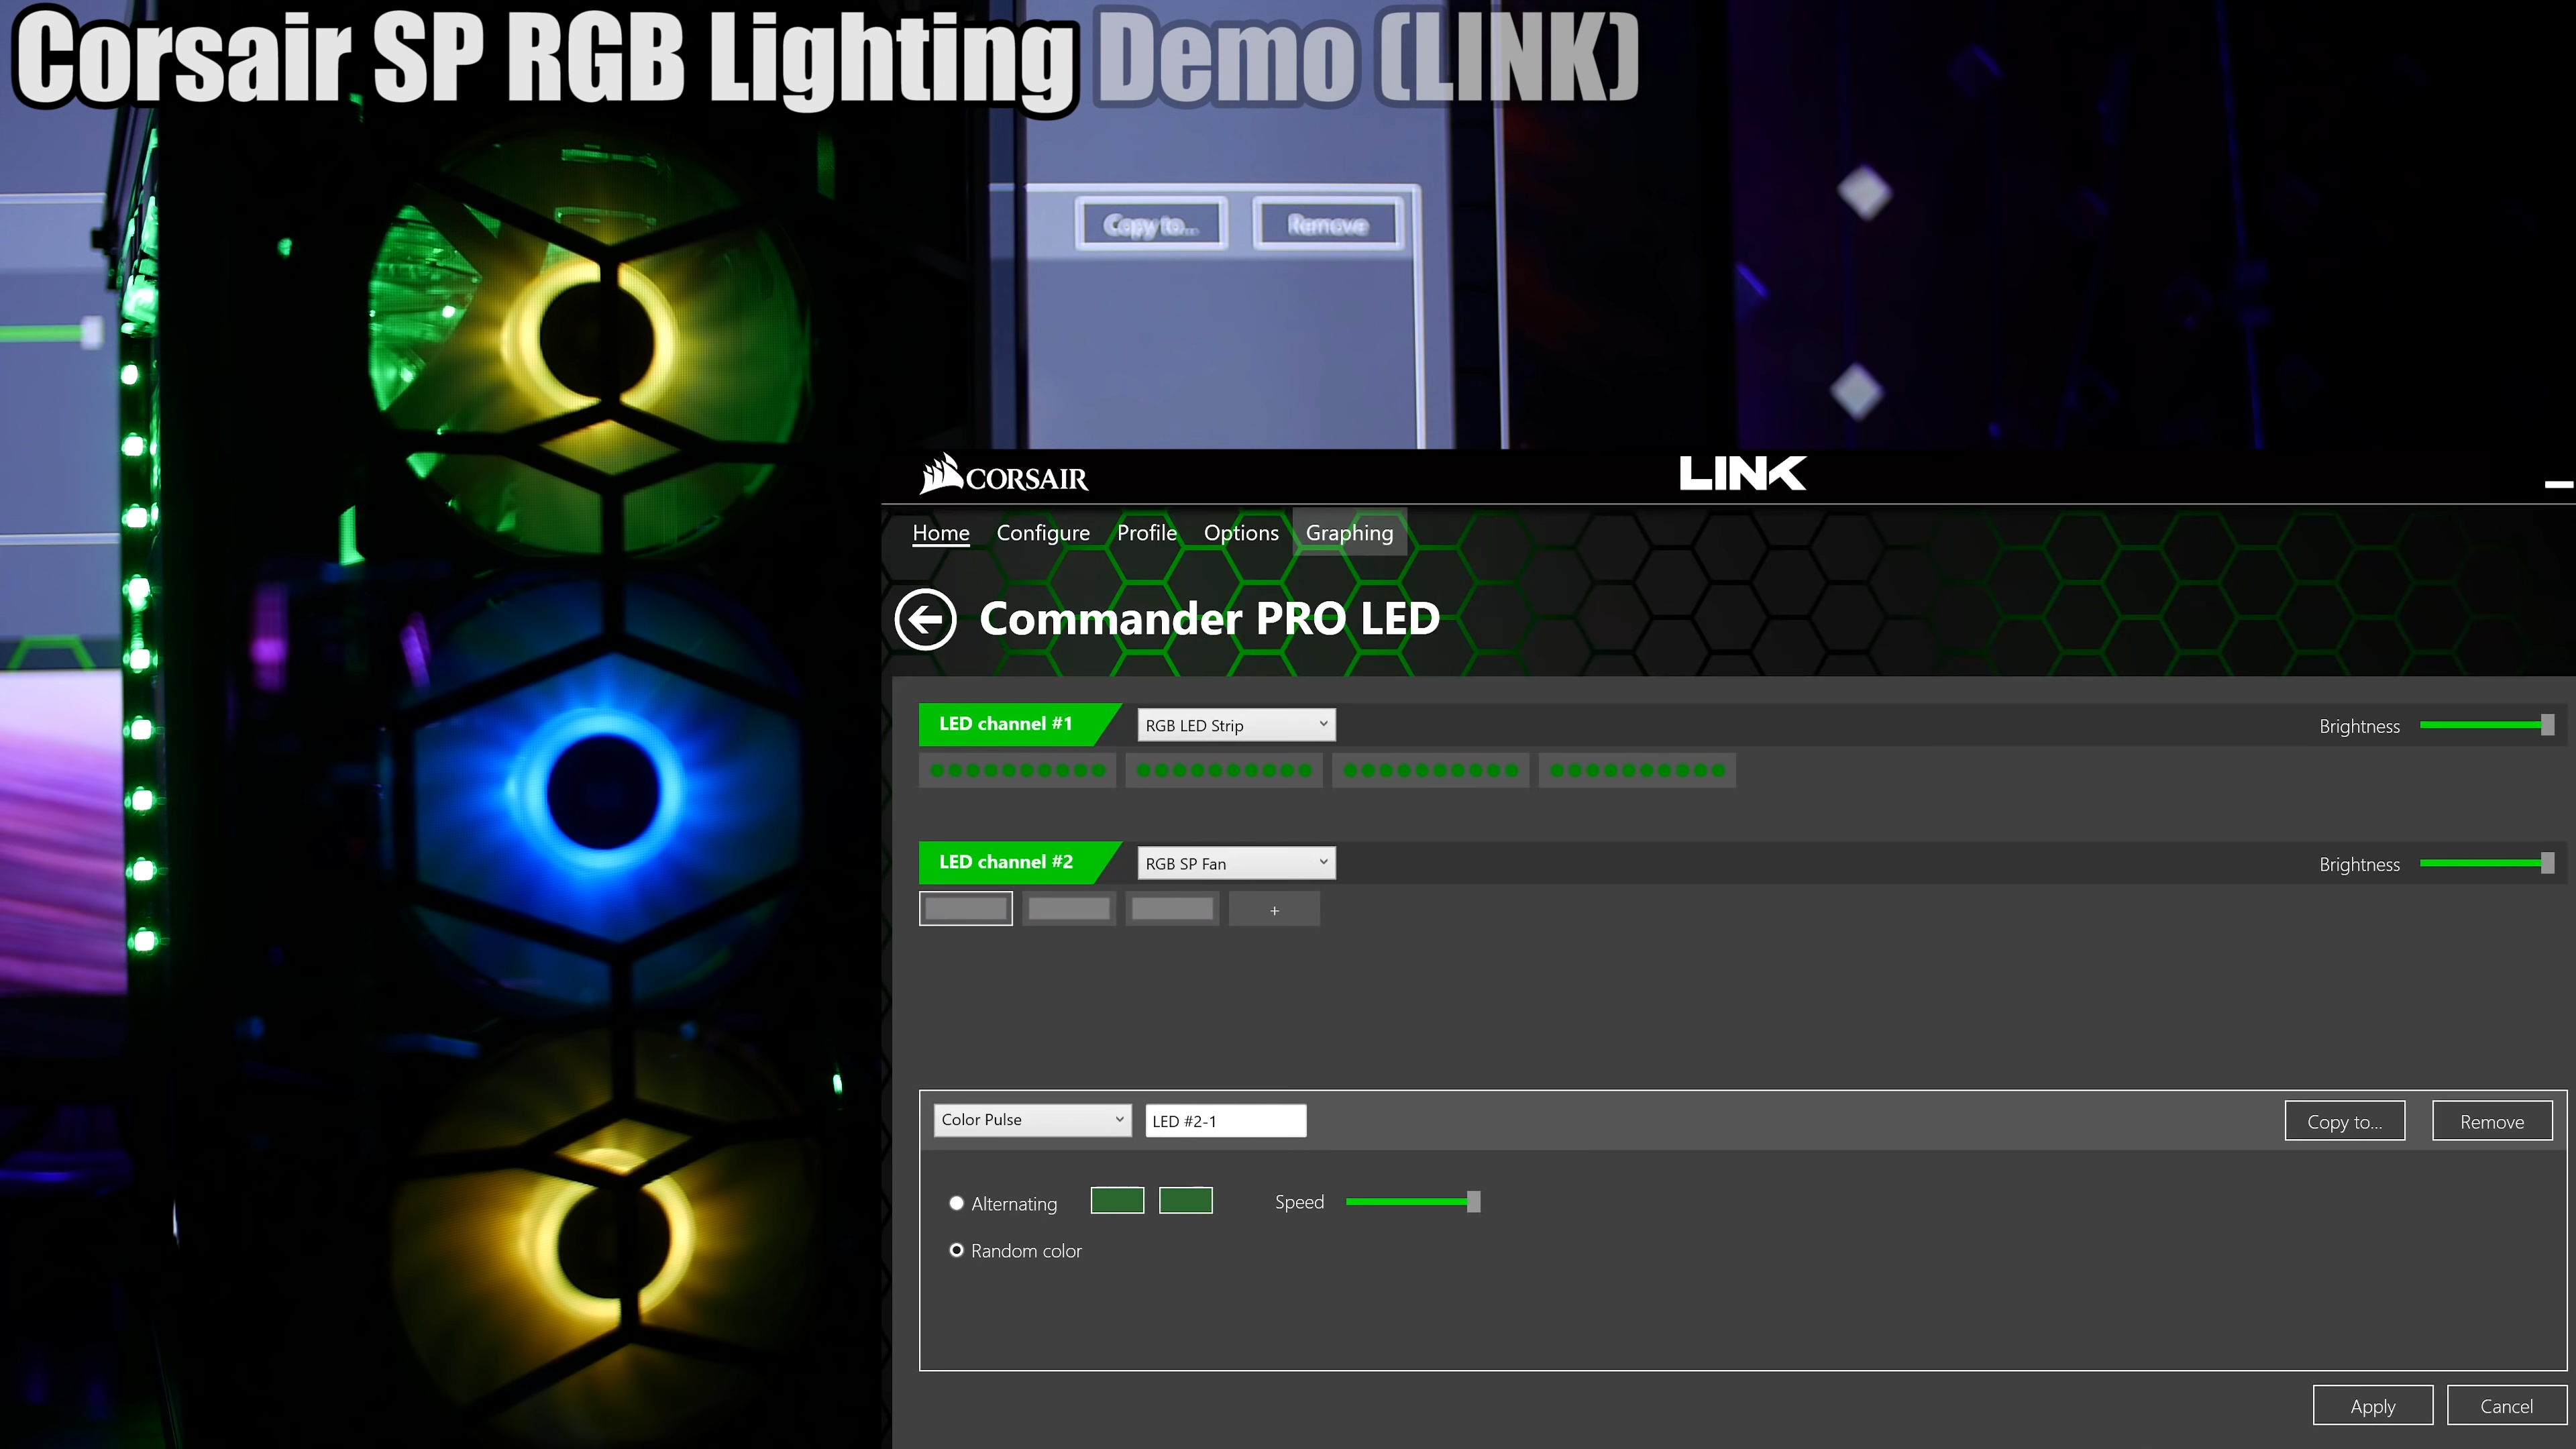 Corsair SP RGB Lighting Demo (LINK)
Copy to... Remove
CORSAIR LINK
Home Configure Profile Options Graphing
Commander PRO LED
LED channel #1 RGB LED Strip Brightness
LED channel #2 RGB SP Fan Brightness
+
Color Pulse LED #2-1 Copy to... Remove
Alternating Speed
Random color
Apply Cancel